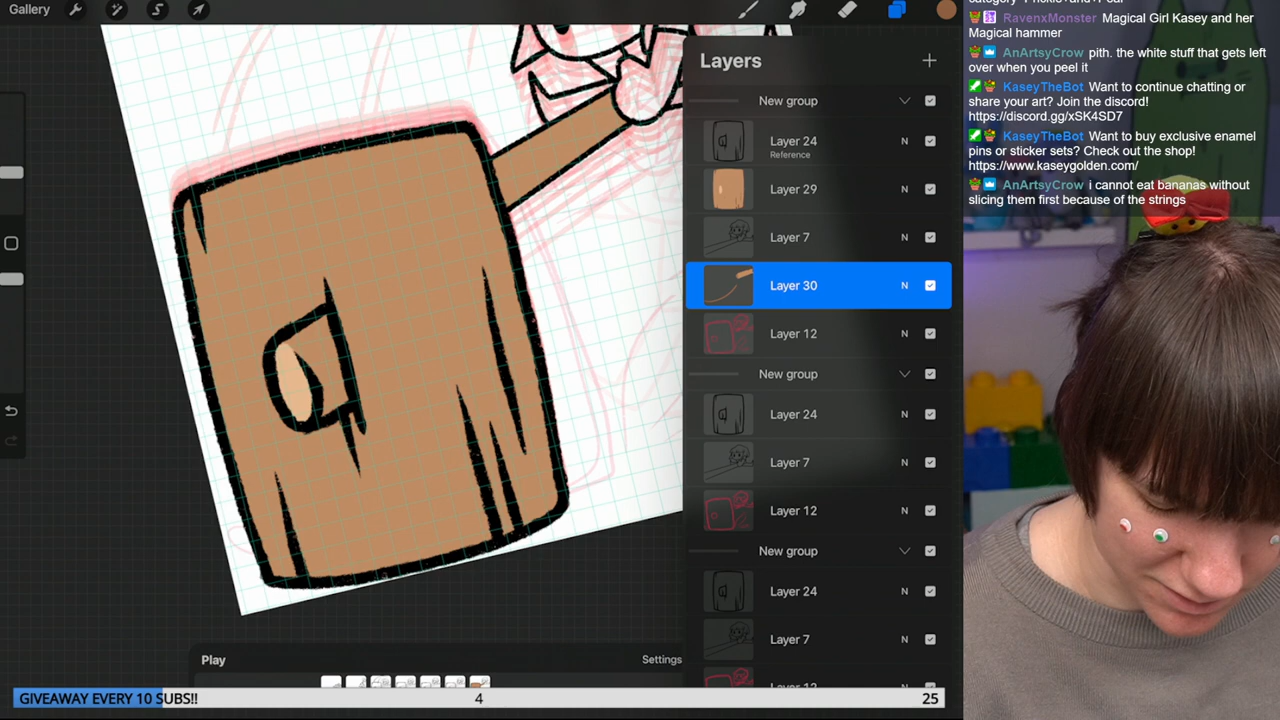 Gallery
Layers
New group
Layer 24
Reference
N
Layer 29
N
Layer 7
N
Layer 30
N
Layer 12
N
New group
Layer 24
N
Layer 7
N
Layer 12
N
New group
Layer 24
N
Layer 7
N
Layer 12
Play
Settings
GIVEAWAY EVERY 10 SUBS!!
4
25
RavenxMonster Magical Girl Kasey and her
Magical hammer
AnArtsyCrow pith. the white stuff that gets left
over when you peel it
KaseyTheBot Want to continue chatting or
share your art? Join the discord!
https://discord.gg/xSK4SD7
KaseyTheBot Want to buy exclusive enamel
pins or sticker sets? Check out the shop!
https://www.kaseygolden.com/
AnArtsyCrow i cannot eat bananas without
slicing them first because of the strings